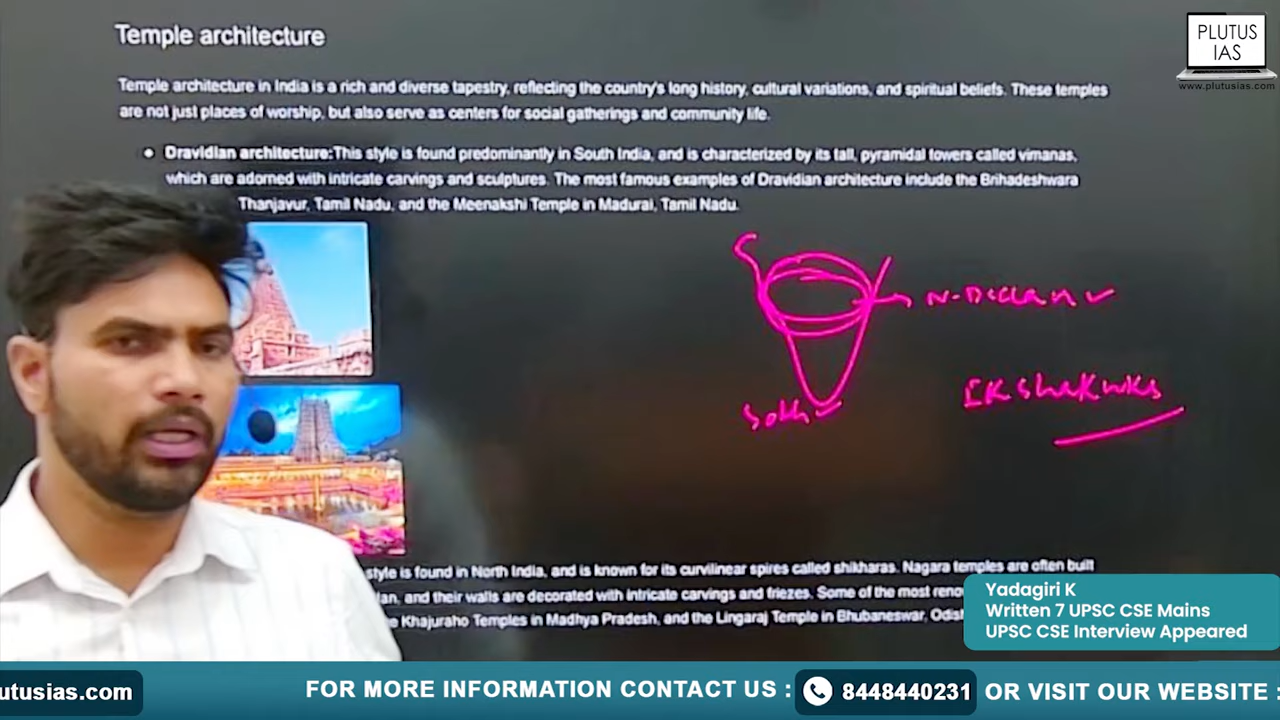 Temple architecture
PLUTUS
IAS
www.plutusias.com
Temple architecture in India is a rich and diverse tapestry, reflecting the country's long history, cultural variations, and spiritual beliefs. These temples
are not just places of worship, but also serve as centers for social gatherings and community life.
• Dravidian architecture:This style is found predominantly in South India, and is characterized by its tall, pyramidal towers called vimanas,
which are adorned with intricate carvings and sculptures. The most famous examples of Dravidian architecture include the Brihadeshwara
Thanjavur, Tamil Nadu, and the Meenakshi Temple in Madurai, Tamil Nadu.
N-Deccan
style is found in North India, and is known for its curvilinear spires called shikharas. Nagara temples are often built
and their walls are decorated with intricate carvings and friezes. Some of the most
Khajuraho Temples in Madhya Pradesh, and the Lingaraj Temple in Bhubaneswar,
Yadagiri K
Written 7 UPSC CSE Mains
UPSC CSE Interview Appeared
utusias.com
FOR MORE INFORMATION CONTACT US : 8448440231 OR VISIT OUR WEBSITE :